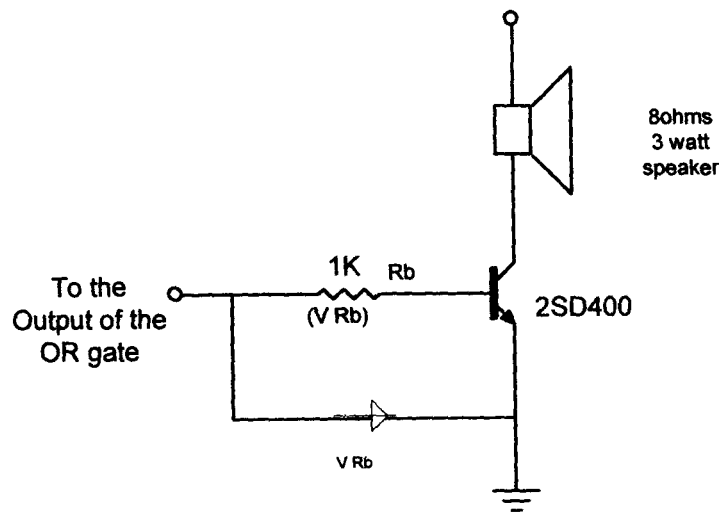 8ohms
3 watt
speaker
1K
Rb
(V Rb)
To the
Output of the
OR gate
2SD400
V Rb